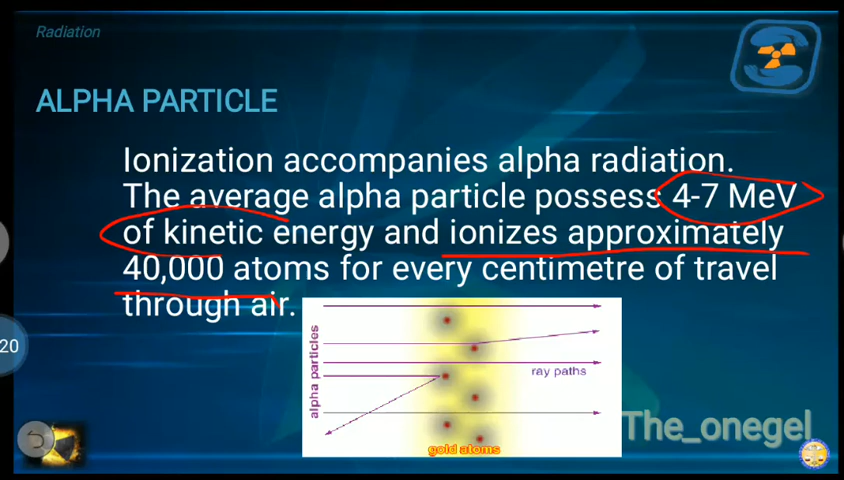 Radiation
ALPHA PARTICLE
Ionization accompanies alpha radiation.
The average alpha particle possess 4-7 MeV
of kinetic energy and ionizes approximately
40,000 atoms for every centimetre of travel
through air.
alpha particles
ray paths
gold atoms
The_onegel
20